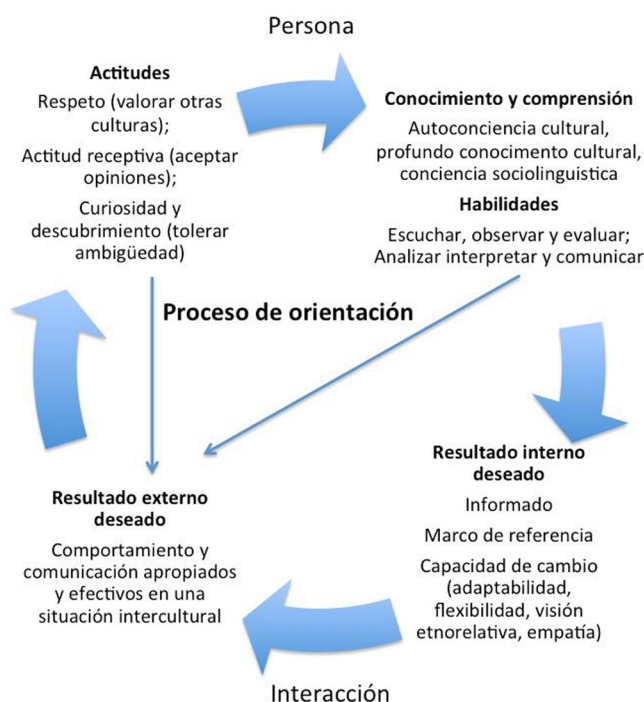 Persona
Actitudes
Respeto (valorar otras
culturas);
Actitud receptiva (aceptar
opiniones);
Curiosidad y
descubrimiento (tolerar
ambigüedad)
Conocimiento y comprensión
Autoconciencia cultural,
profundo conocimento cultural,
conciencia sociolinguistica
Habilidades
Escuchar, observar y evaluar;
Analizar interpretar y comunicar
Proceso de orientación
Resultado interno
deseado
Informado
Marco de referencia
Capacidad de cambio
(adaptabilidad,
flexibilidad, visión
etnorelativa, empatía)
Resultado externo
deseado
Comportamiento y
comunicación apropiados
y efectivos en una
situación intercultural
Interacción